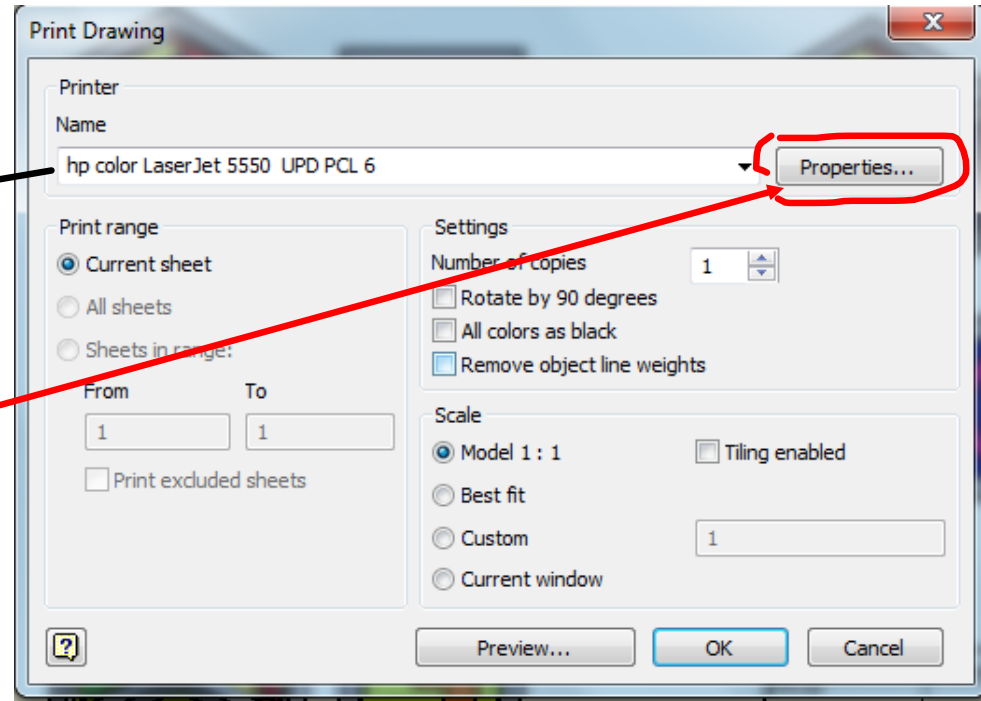 Print Drawing
Printer
Name
hp color LaserJet 5550 UPD PCL 6
Properties...
Print range
Current sheet
All sheets
Sheets in range:
From To
1 1
Print excluded sheets
Settings
Number of copies 1
Rotate by 90 degrees
All colors as black
Remove object line weights
Scale
Model 1 : 1 Tiling enabled
Best fit
Custom 1
Current window
Preview... OK Cancel